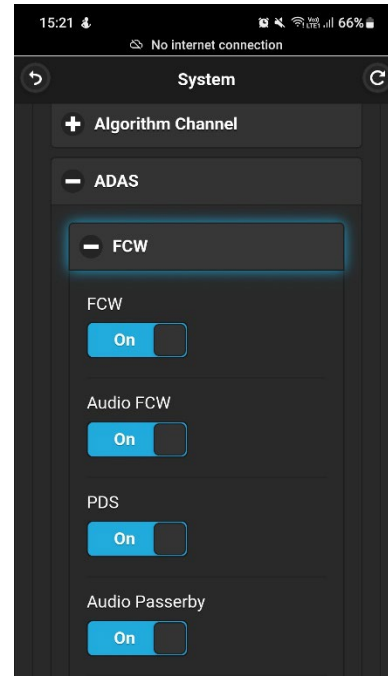 15:21 66%
No internet connection
System
Algorithm Channel
ADAS
FCW
FCW
On
Audio FCW
On
PDS
On
Audio Passerby
On